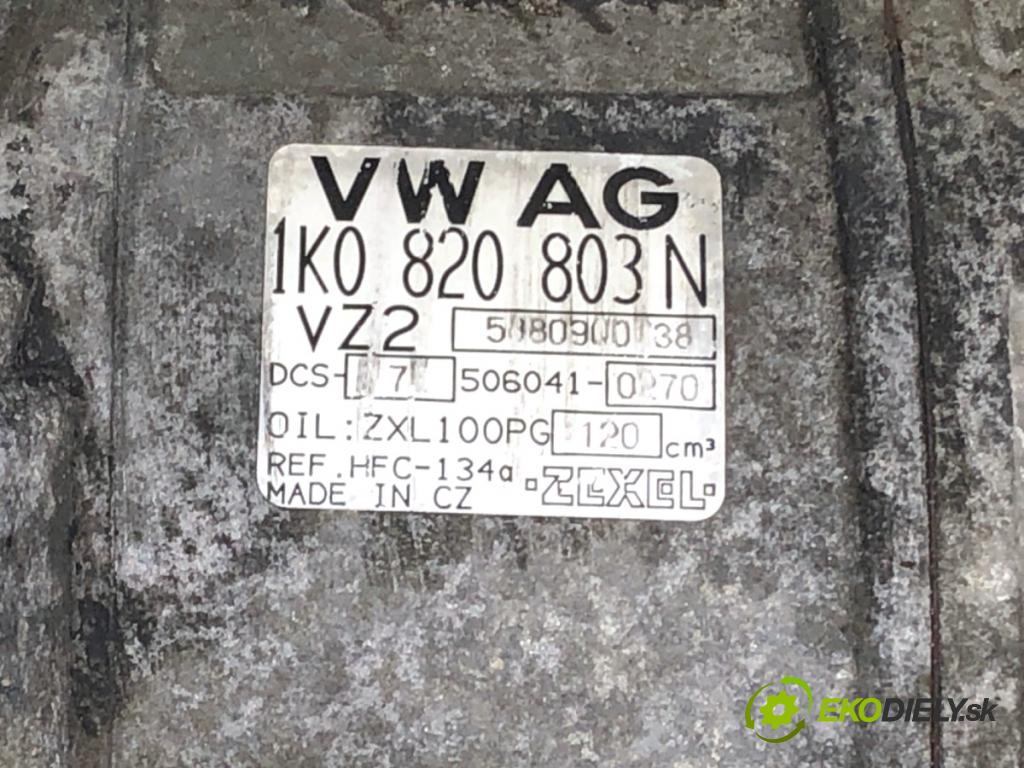 VW AG
1K0 820 803 N
VZ2
DCS- 7 506041-0270
OIL: ZXL100PG 120 cm³
REF. HFC-134a ZEXEL
MADE IN CZ
EKODIELY.sk